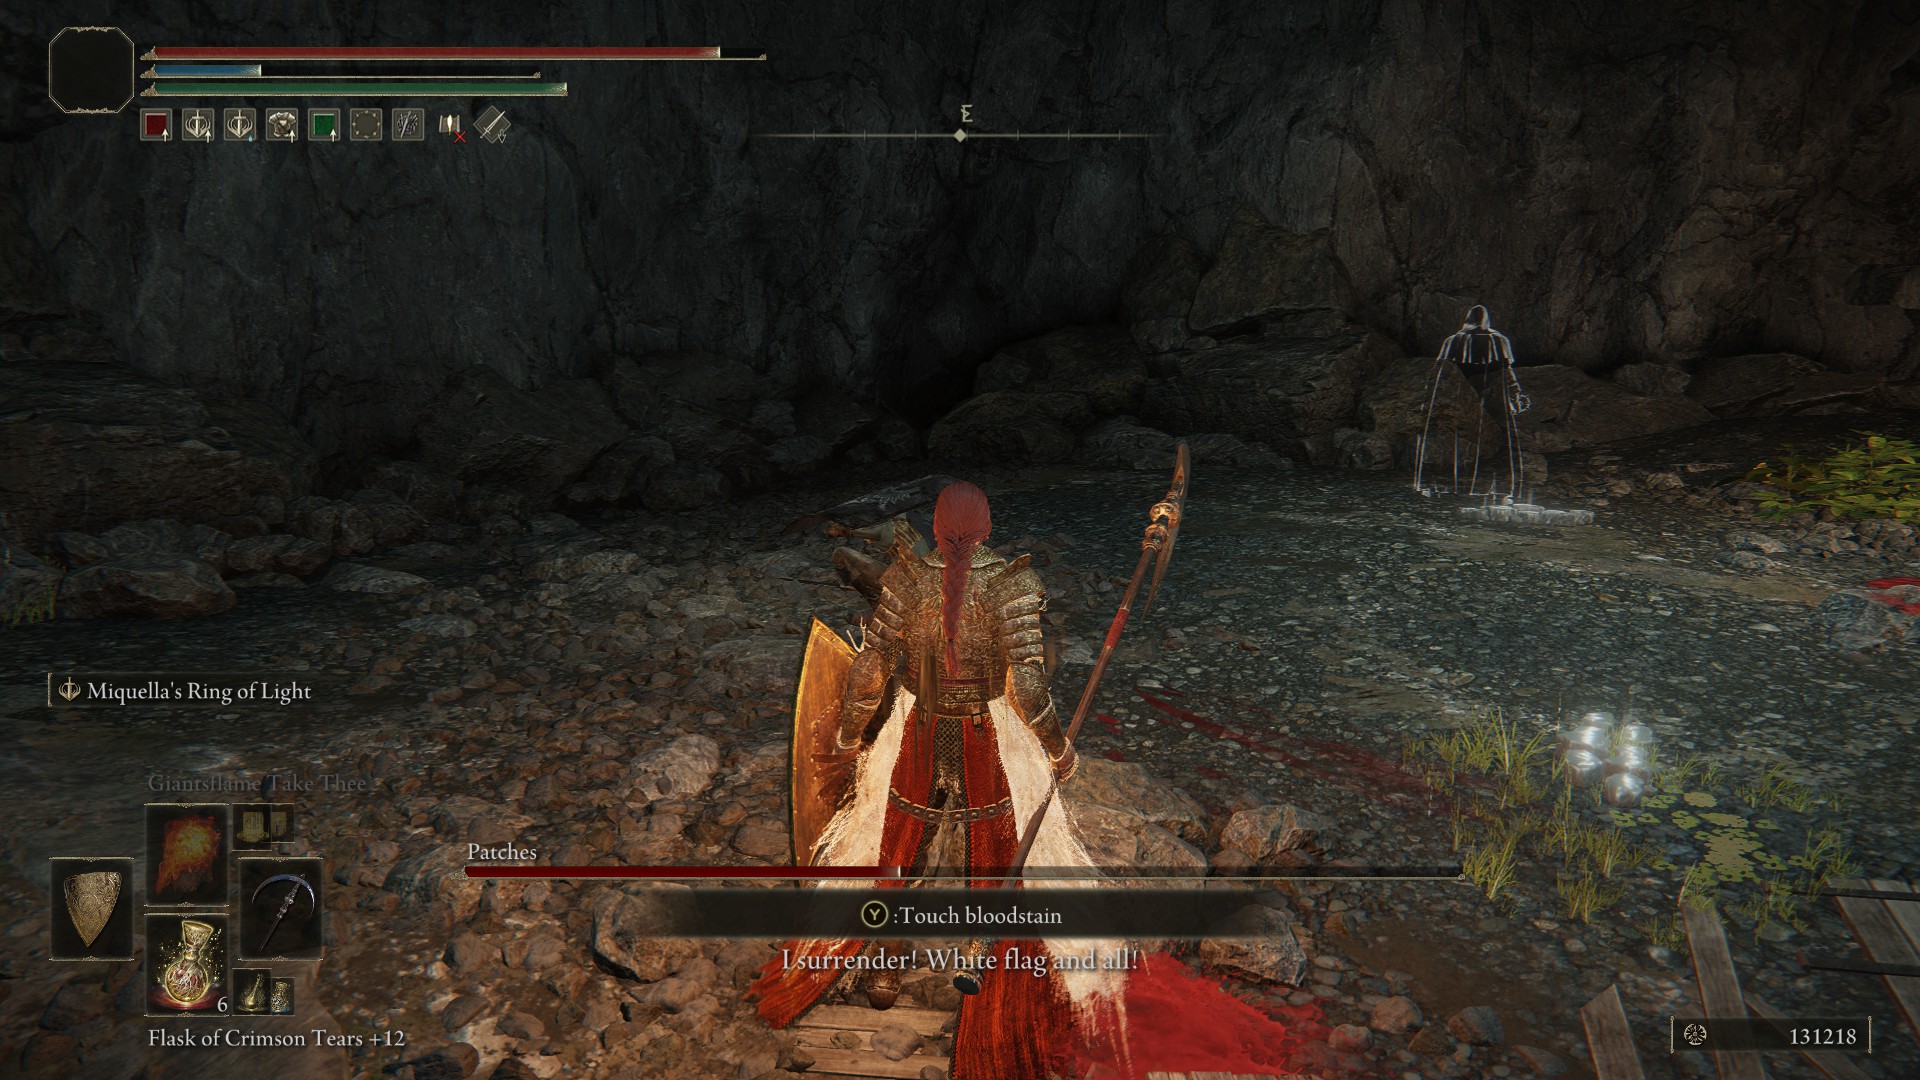 E
Miquella's Ring of Light
Giantsflame Take Thee
Patches
Y :Touch bloodstain
I surrender! White flag and all!
6
Flask of Crimson Tears +12
131218